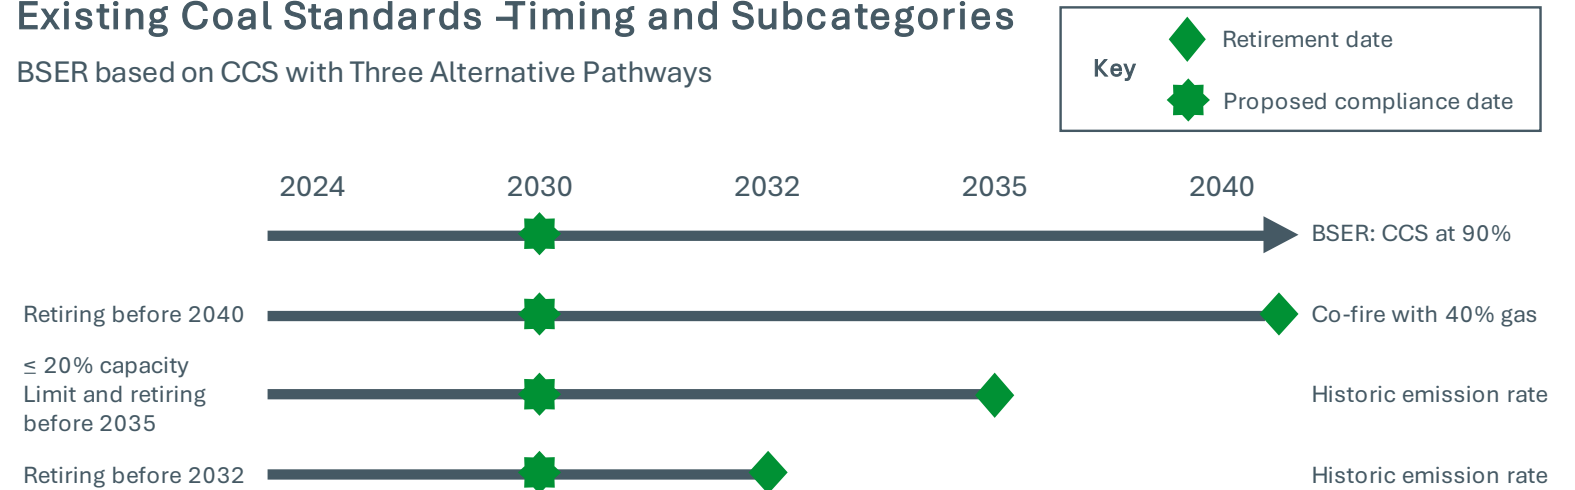 Existing Coal Standards –Timing and Subcategories
BSER based on CCS with Three Alternative Pathways
Key
Retirement date
Proposed compliance date
2024 2030 2032 2035 2040
BSER: CCS at 90%
Retiring before 2040 Co-fire with 40% gas
≤ 20% capacity
Limit and retiring Historic emission rate
before 2035
Retiring before 2032 Historic emission rate